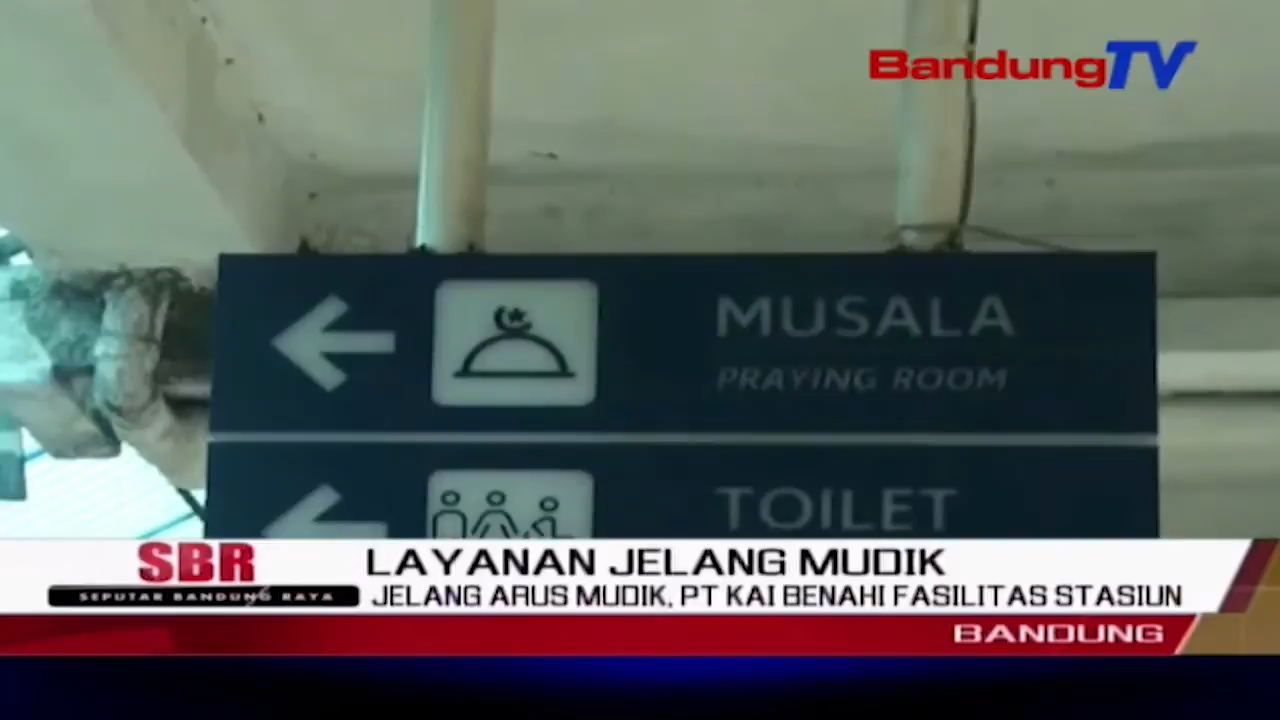 BandungTV
MUSALA
PRAYING ROOM
TOILET
SBR
SEPUTAR BANDUNG RAYA
LAYANAN JELANG MUDIK
JELANG ARUS MUDIK, PT KAI BENAHI FASILITAS STASIUN
BANDUNG